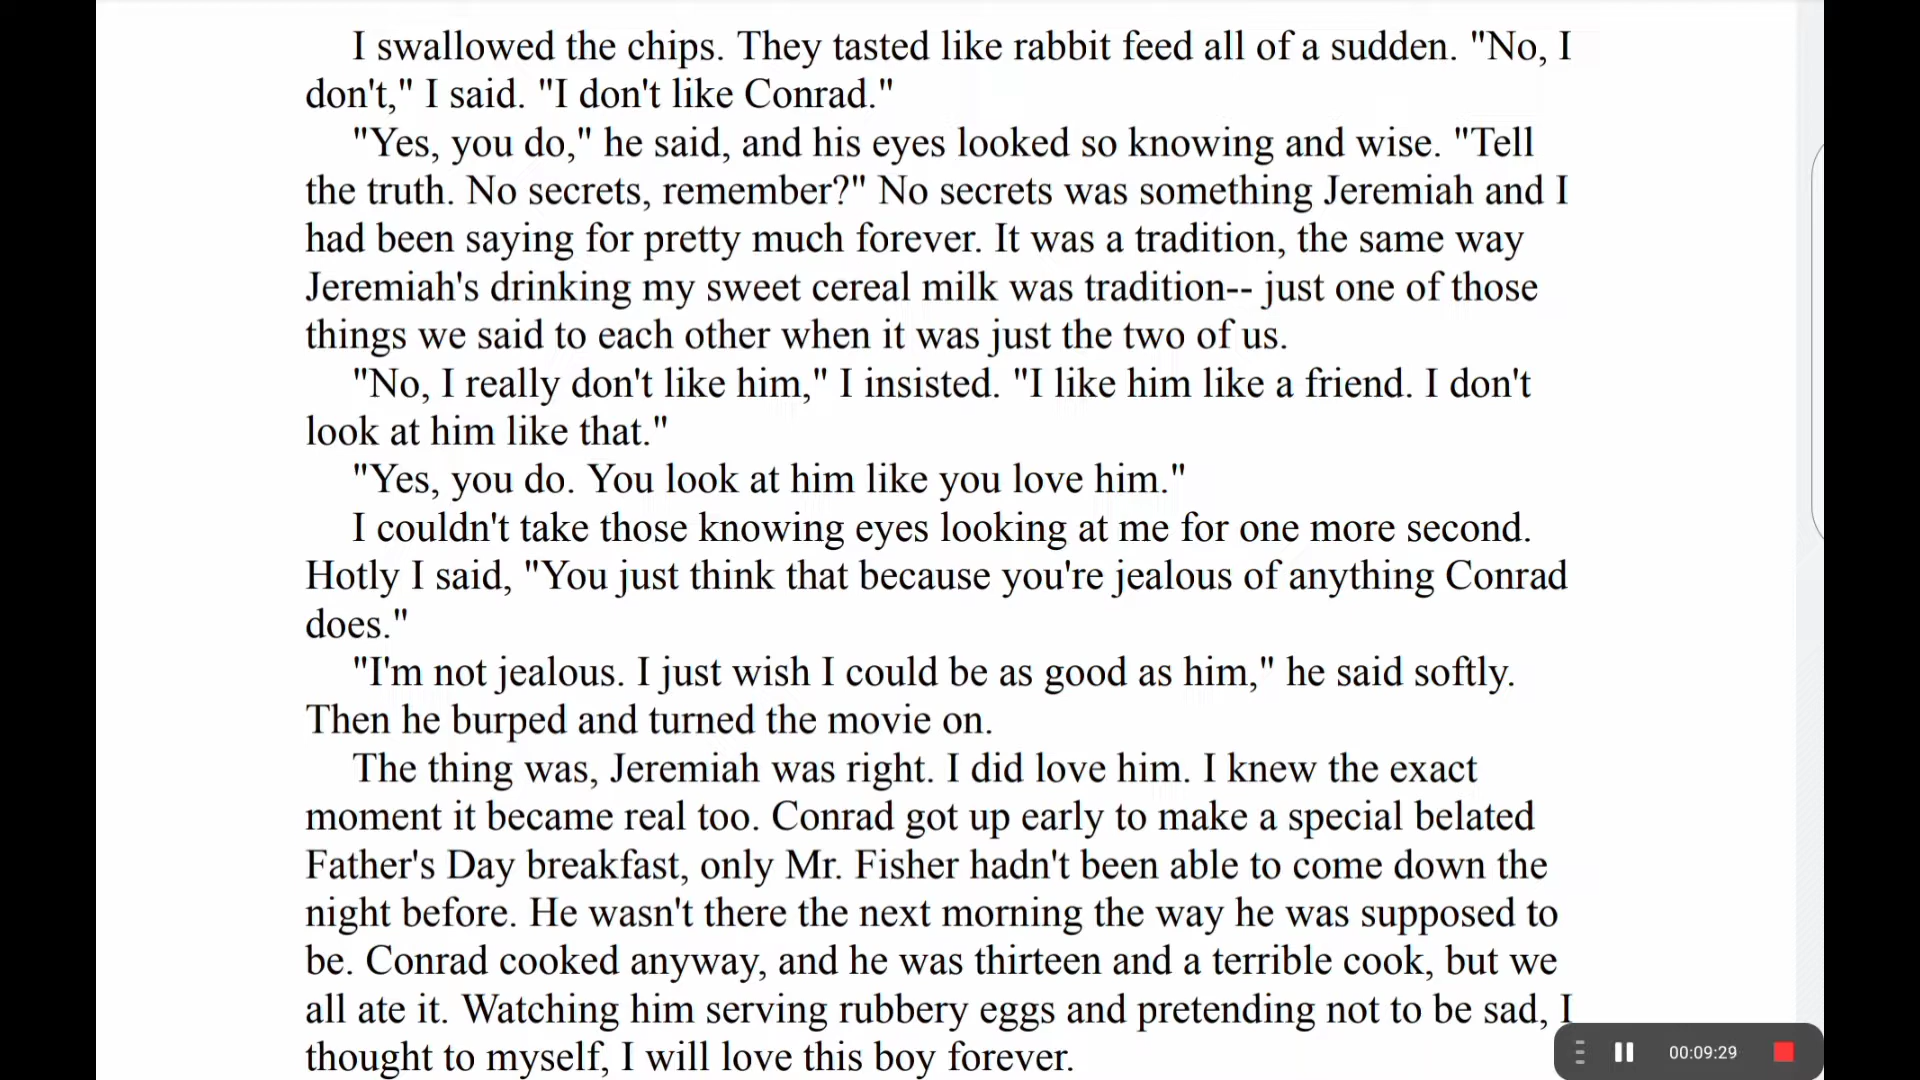 I swallowed the chips. They tasted like rabbit feed all of a sudden. "No, I
don't," I said. "I don't like Conrad."
"Yes, you do," he said, and his eyes looked so knowing and wise. "Tell
the truth. No secrets, remember?" No secrets was something Jeremiah and I
had been saying for pretty much forever. It was a tradition, the same way
Jeremiah's drinking my sweet cereal milk was tradition-- just one of those
things we said to each other when it was just the two of us.
"No, I really don't like him," I insisted. "I like him like a friend. I don't
look at him like that."
"Yes, you do. You look at him like you love him."
I couldn't take those knowing eyes looking at me for one more second.
Hotly I said, "You just think that because you're jealous of anything Conrad
does."
"I'm not jealous. I just wish I could be as good as him," he said softly.
Then he burped and turned the movie on.
The thing was, Jeremiah was right. I did love him. I knew the exact
moment it became real too. Conrad got up early to make a special belated
Father's Day breakfast, only Mr. Fisher hadn't been able to come down the
night before. He wasn't there the next morning the way he was supposed to
be. Conrad cooked anyway, and he was thirteen and a terrible cook, but we
all ate it. Watching him serving rubbery eggs and pretending not to be sad, I
thought to myself, I will love this boy forever.
00:09:29